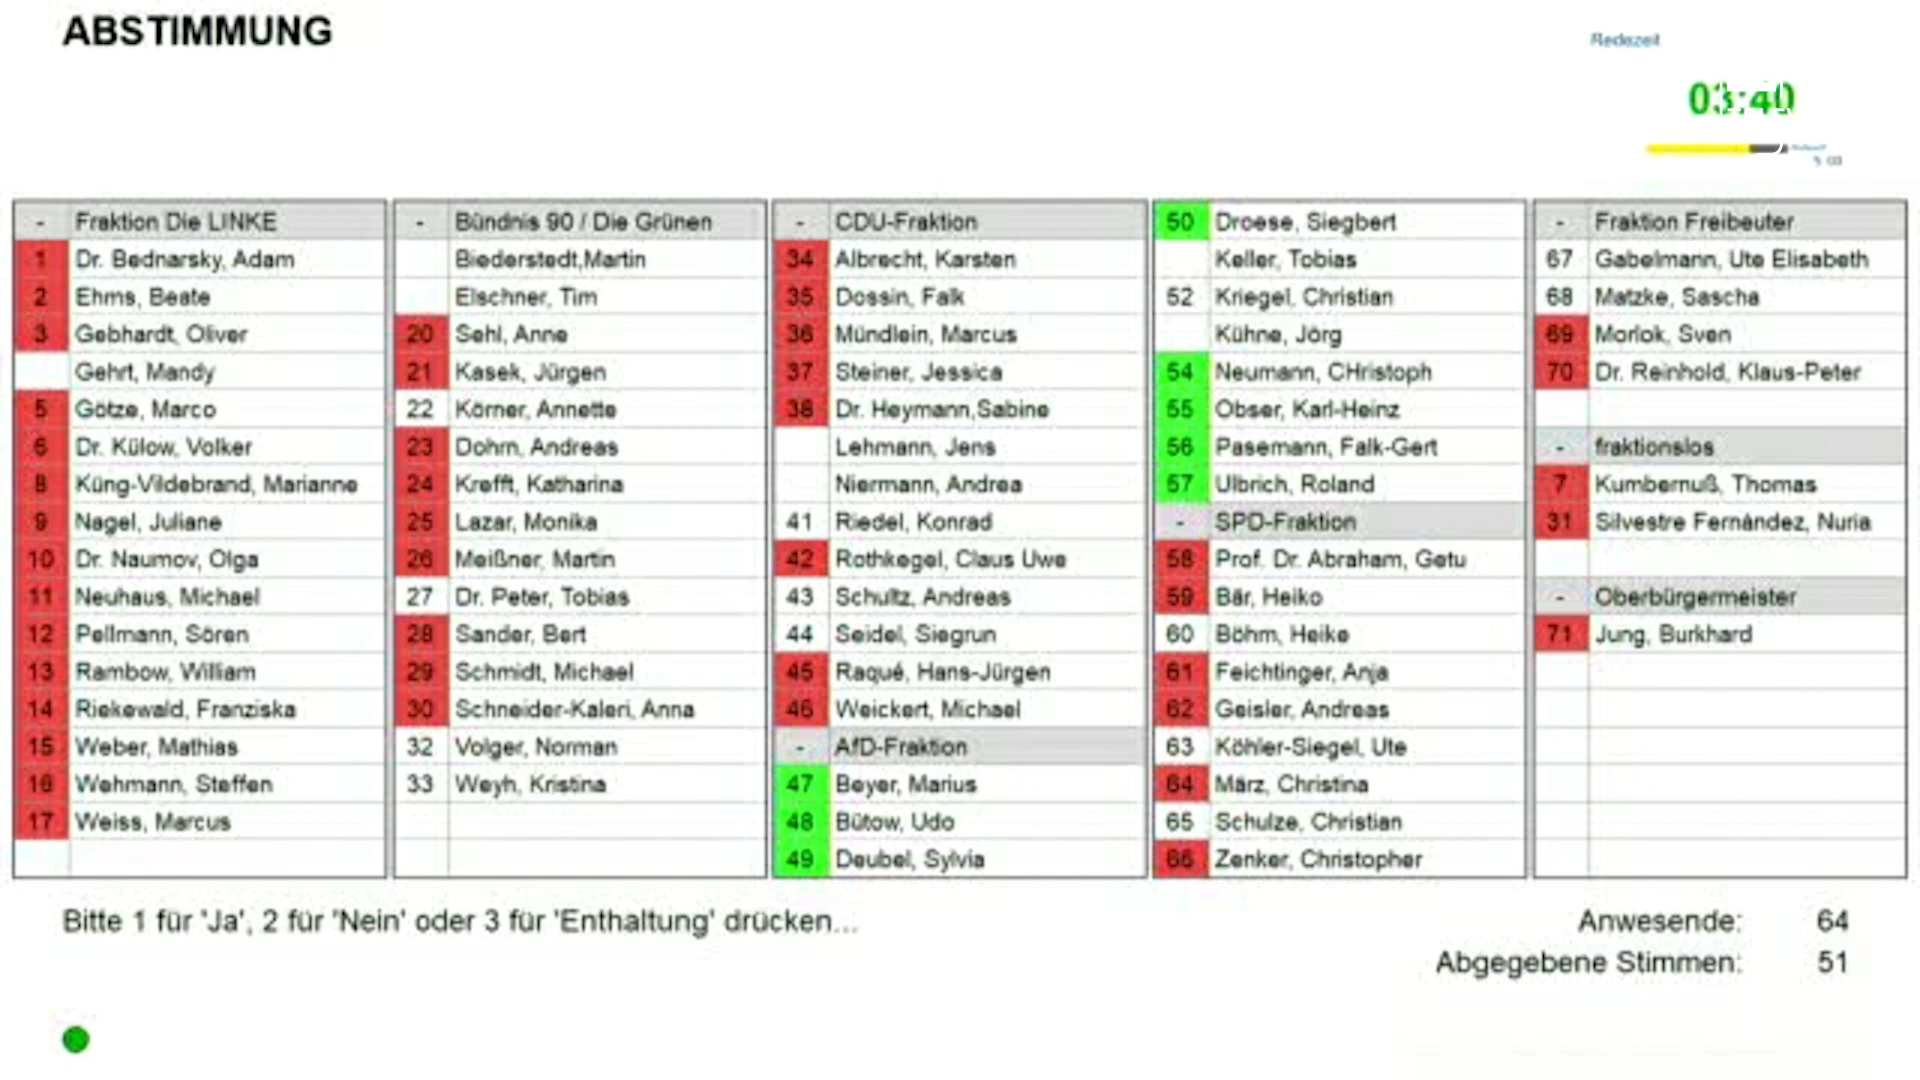 ABSTIMMUNG
Redezeit
03:40
- Fraktion Die LINKE
1 Dr. Bednarsky, Adam
2 Ehms, Beate
3 Gebhardt, Oliver
Gehrt, Mandy
5 Götze, Marco
6 Dr. Külow, Volker
8 Küng-Vildebrand, Marianne
9 Nagel, Juliane
10 Dr. Naumov, Olga
11 Neuhaus, Michael
12 Pellmann, Sören
13 Rambow, William
14 Riekewald, Franziska
15 Weber, Mathias
16 Wehmann, Steffen
17 Weiss, Marcus
- Bündnis 90 / Die Grünen
Biederstedt,Martin
Elschner, Tim
20 Sehl, Anne
21 Kasek, Jürgen
22 Körner, Annette
23 Dohrn, Andreas
24 Krefft, Katharina
25 Lazar, Monika
26 Meißner, Martin
27 Dr. Peter, Tobias
28 Sander, Bert
29 Schmidt, Michael
30 Schneider-Kaleri, Anna
32 Volger, Norman
33 Weyh, Kristina
- CDU-Fraktion
34 Albrecht, Karsten
35 Dossin, Falk
36 Mündlein, Marcus
37 Steiner, Jessica
38 Dr. Heymann,Sabine
Lehmann, Jens
Niermann, Andrea
41 Riedel, Konrad
42 Rothkegel, Claus Uwe
43 Schultz, Andreas
44 Seidel, Siegrun
45 Raqué, Hans-Jürgen
46 Weickert, Michael
- AfD-Fraktion
47 Beyer, Marius
48 Bütow, Udo
49 Deubel, Sylvia
50 Droese, Siegbert
Keller, Tobias
52 Kriegel, Christian
Kühne, Jörg
54 Neumann, CHristoph
55 Obser, Karl-Heinz
56 Pasemann, Falk-Gert
57 Ulbrich, Roland
- SPD-Fraktion
58 Prof. Dr. Abraham, Getu
59 Bär, Heiko
60 Böhm, Heike
61 Feichtinger, Anja
62 Geisler, Andreas
63 Köhler-Siegel, Ute
64 März, Christina
65 Schulze, Christian
66 Zenker, Christopher
- Fraktion Freibeuter
67 Gabelmann, Ute Elisabeth
68 Matzke, Sascha
69 Morlok, Sven
70 Dr. Reinhold, Klaus-Peter
- fraktionslos
7 Kumbernuß, Thomas
31 Silvestre Fernández, Nuria
- Oberbürgermeister
71 Jung, Burkhard
Bitte 1 für 'Ja', 2 für 'Nein' oder 3 für 'Enthaltung' drücken...
Anwesende: 64
Abgegebene Stimmen: 51